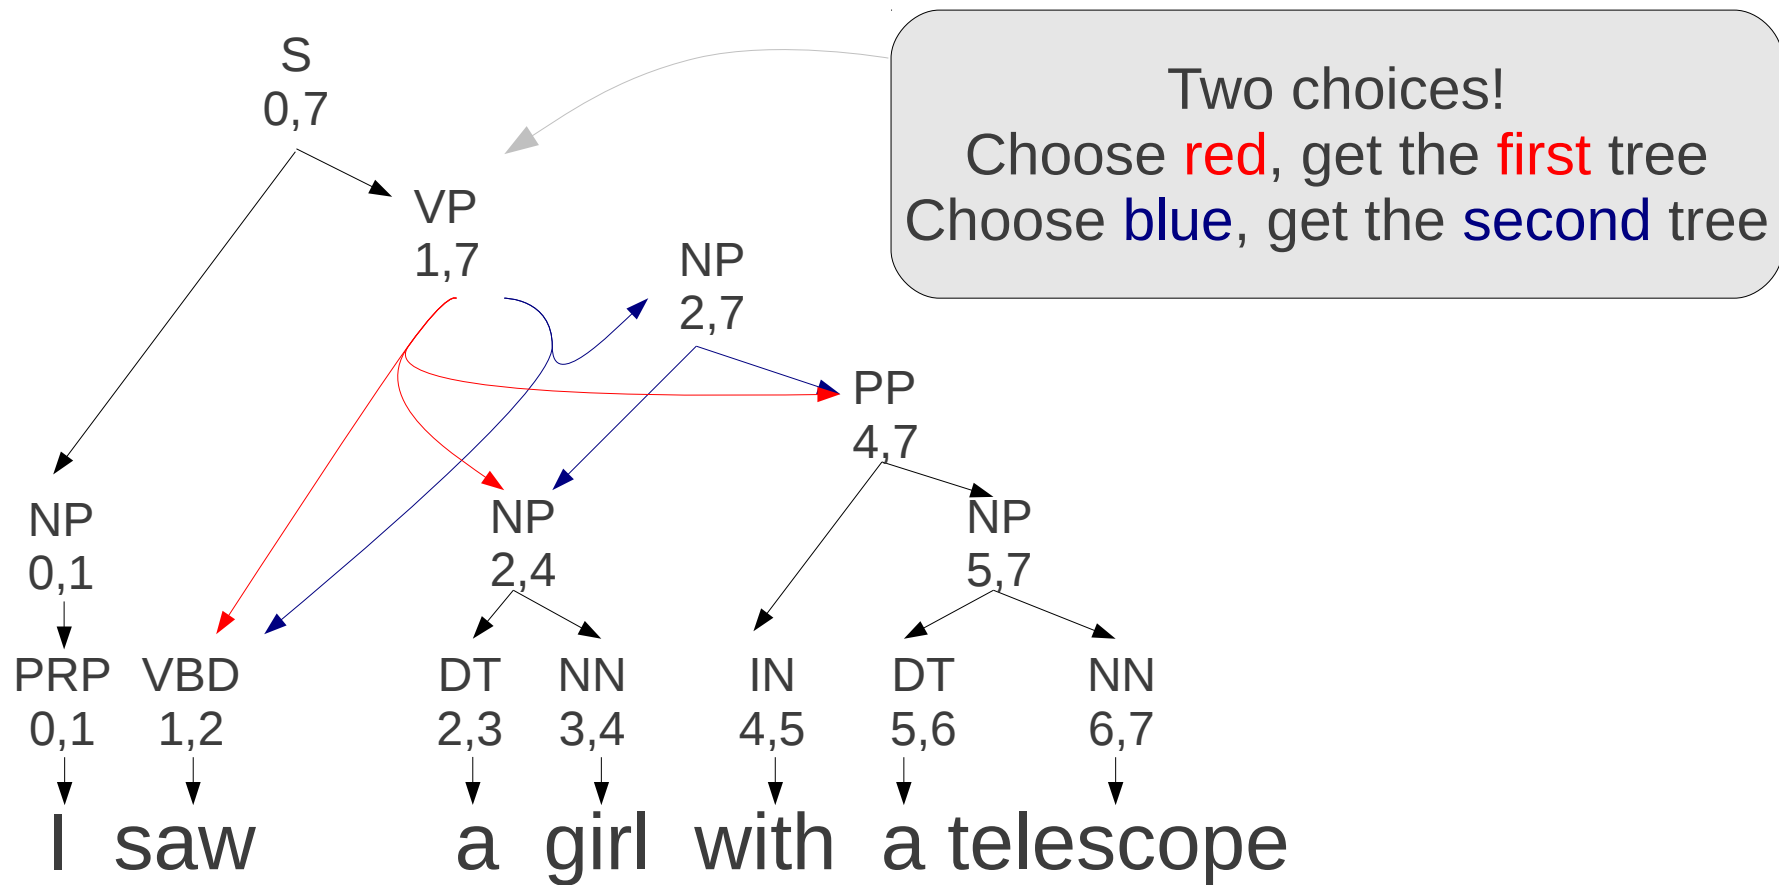 S
0,7
Two choices!
Choose red, get the first tree
Choose blue, get the second tree
VP
1,7
NP
2,7
PP
4,7
NP
0,1
NP
2,4
NP
5,7
PRP VBD DT NN IN DT NN
0,1 1,2 2,3 3,4 4,5 5,6 6,7
I saw a girl with a telescope